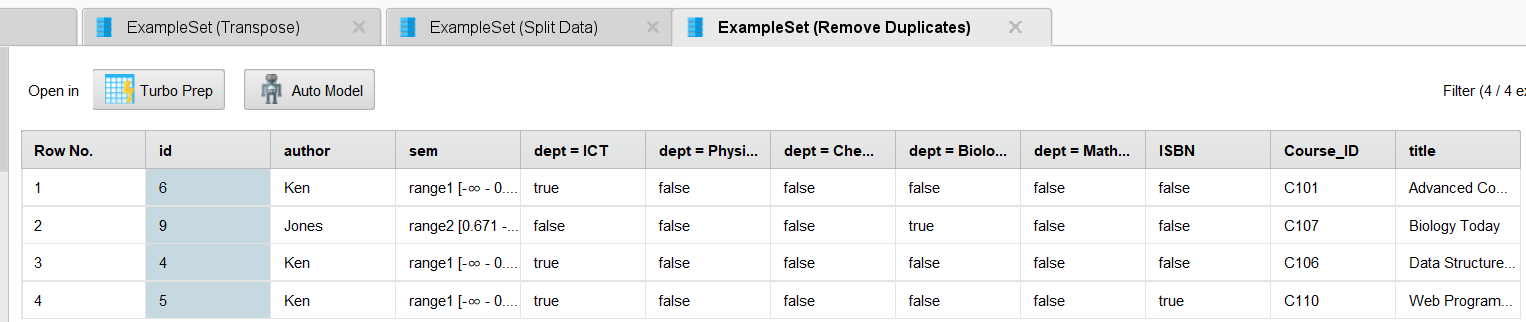 ExampleSet (Transpose) ExampleSet (Split Data) ExampleSet (Remove Duplicates)
Open in Turbo Prep Auto Model Filter (4 / 4 ex
Row No. id author sem dept = ICT dept = Physi... dept = Che... dept = Biolo... dept = Math... ISBN Course_ID title
1 6 Ken range1 [-∞ - 0.... true false false false false false C101 Advanced Co...
2 9 Jones range2 [0.671 -... false false false true false false C107 Biology Today
3 4 Ken range1 [-∞ - 0.... true false false false false false C106 Data Structure...
4 5 Ken range1 [-∞ - 0.... true false false false false true C110 Web Program...